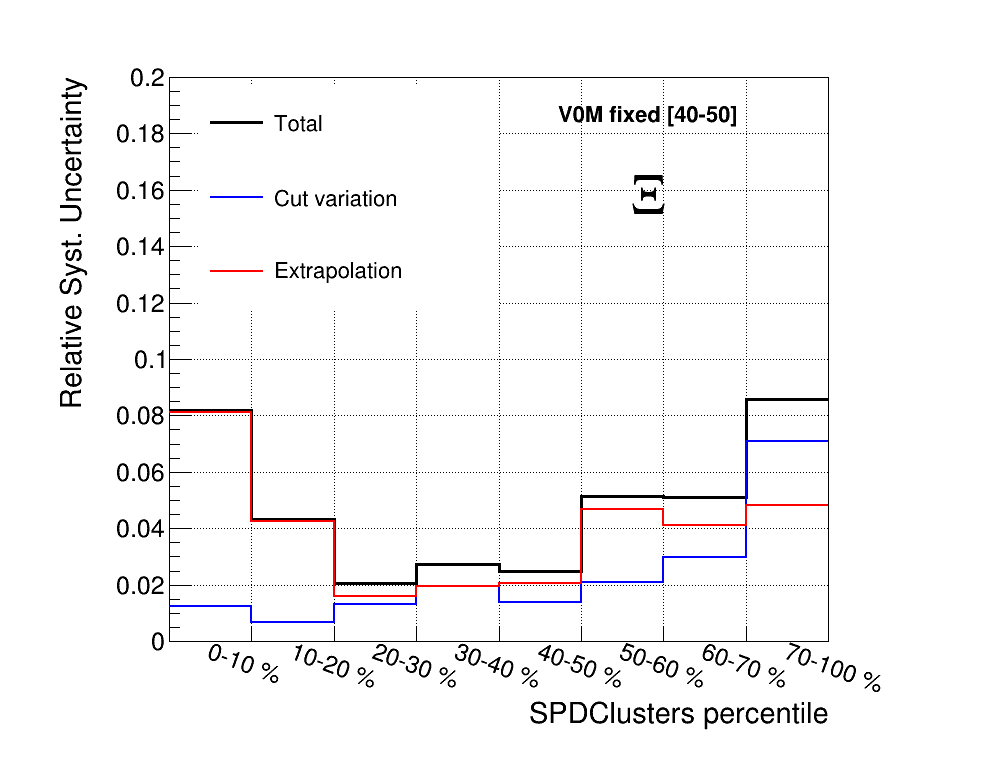 Relative Syst. Uncertainty
0.2
0.18
0.16
0.14
0.12
0.1
0.08
0.06
0.04
0.02
0
Total
Cut variation
Extrapolation
V0M fixed [40-50]
Ξ
0-10 %
10-20 %
20-30 %
30-40 %
40-50 %
50-60 %
60-70 %
70-100 %
SPDClusters percentile